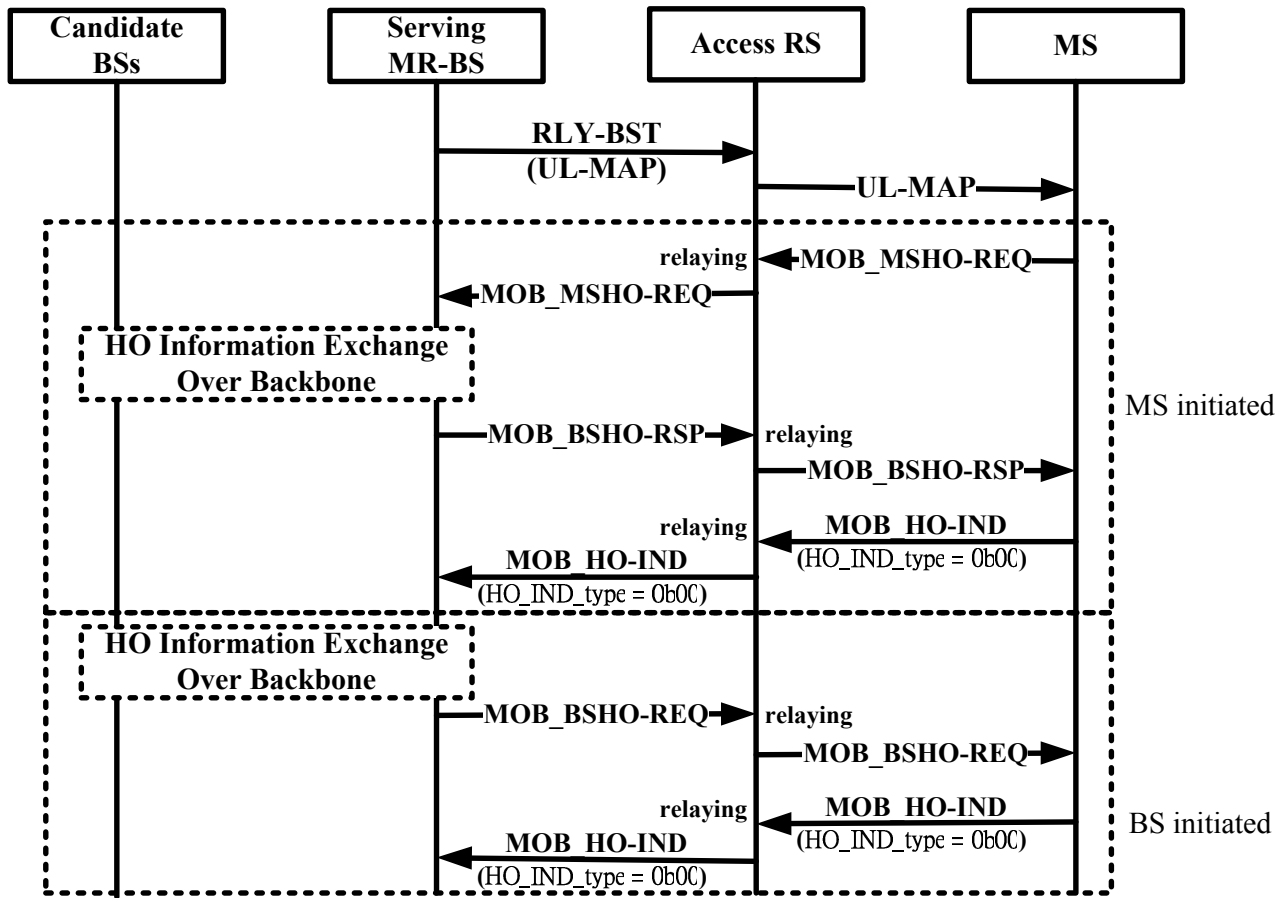 Candidate
BSs
Serving
MR-BS
Access RS
MS
RLY-BST
(UL-MAP)
UL-MAP
relaying
MOB_MSHO-REQ
MOB_MSHO-REQ
HO Information Exchange
Over Backbone
MS initiated
MOB_BSHO-RSP
relaying
MOB_BSHO-RSP
relaying
MOB_HO-IND
(HO_IND_type = 0b00)
MOB_HO-IND
(HO_IND_type = 0b00)
HO Information Exchange
Over Backbone
MOB_BSHO-REQ
relaying
MOB_BSHO-REQ
relaying
MOB_HO-IND
(HO_IND_type = 0b00)
BS initiated
MOB_HO-IND
(HO_IND_type = 0b00)